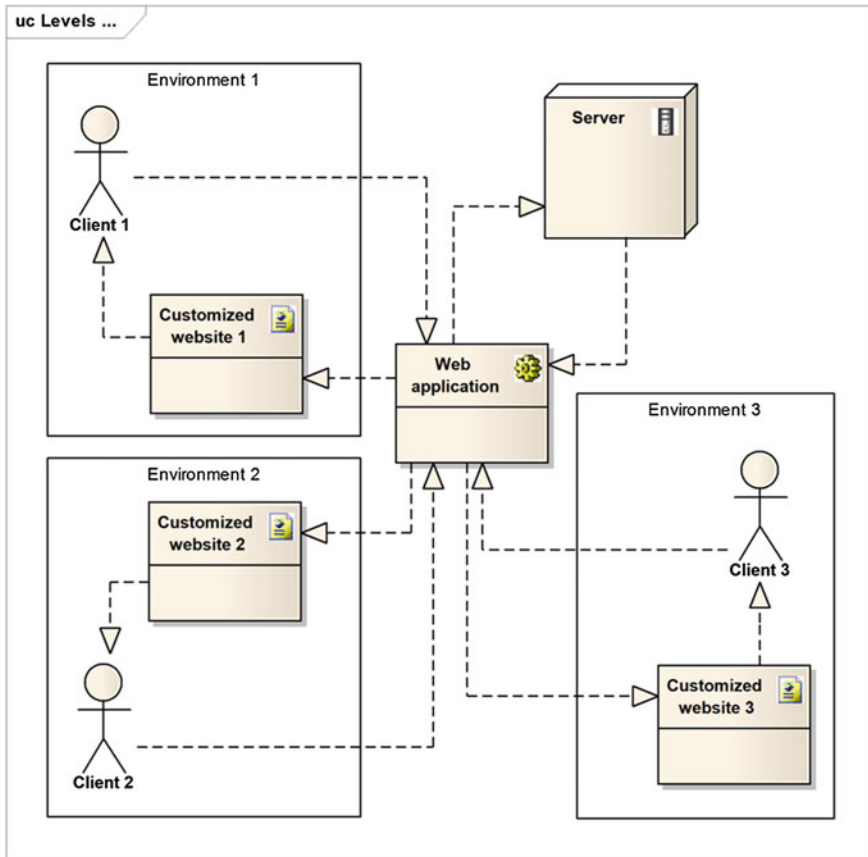 uc Levels ...
Environment 1
Client 1
Customized
website 1
Server
Web
application
Environment 2
Customized
website 2
Client 2
Environment 3
Client 3
Customized
website 3